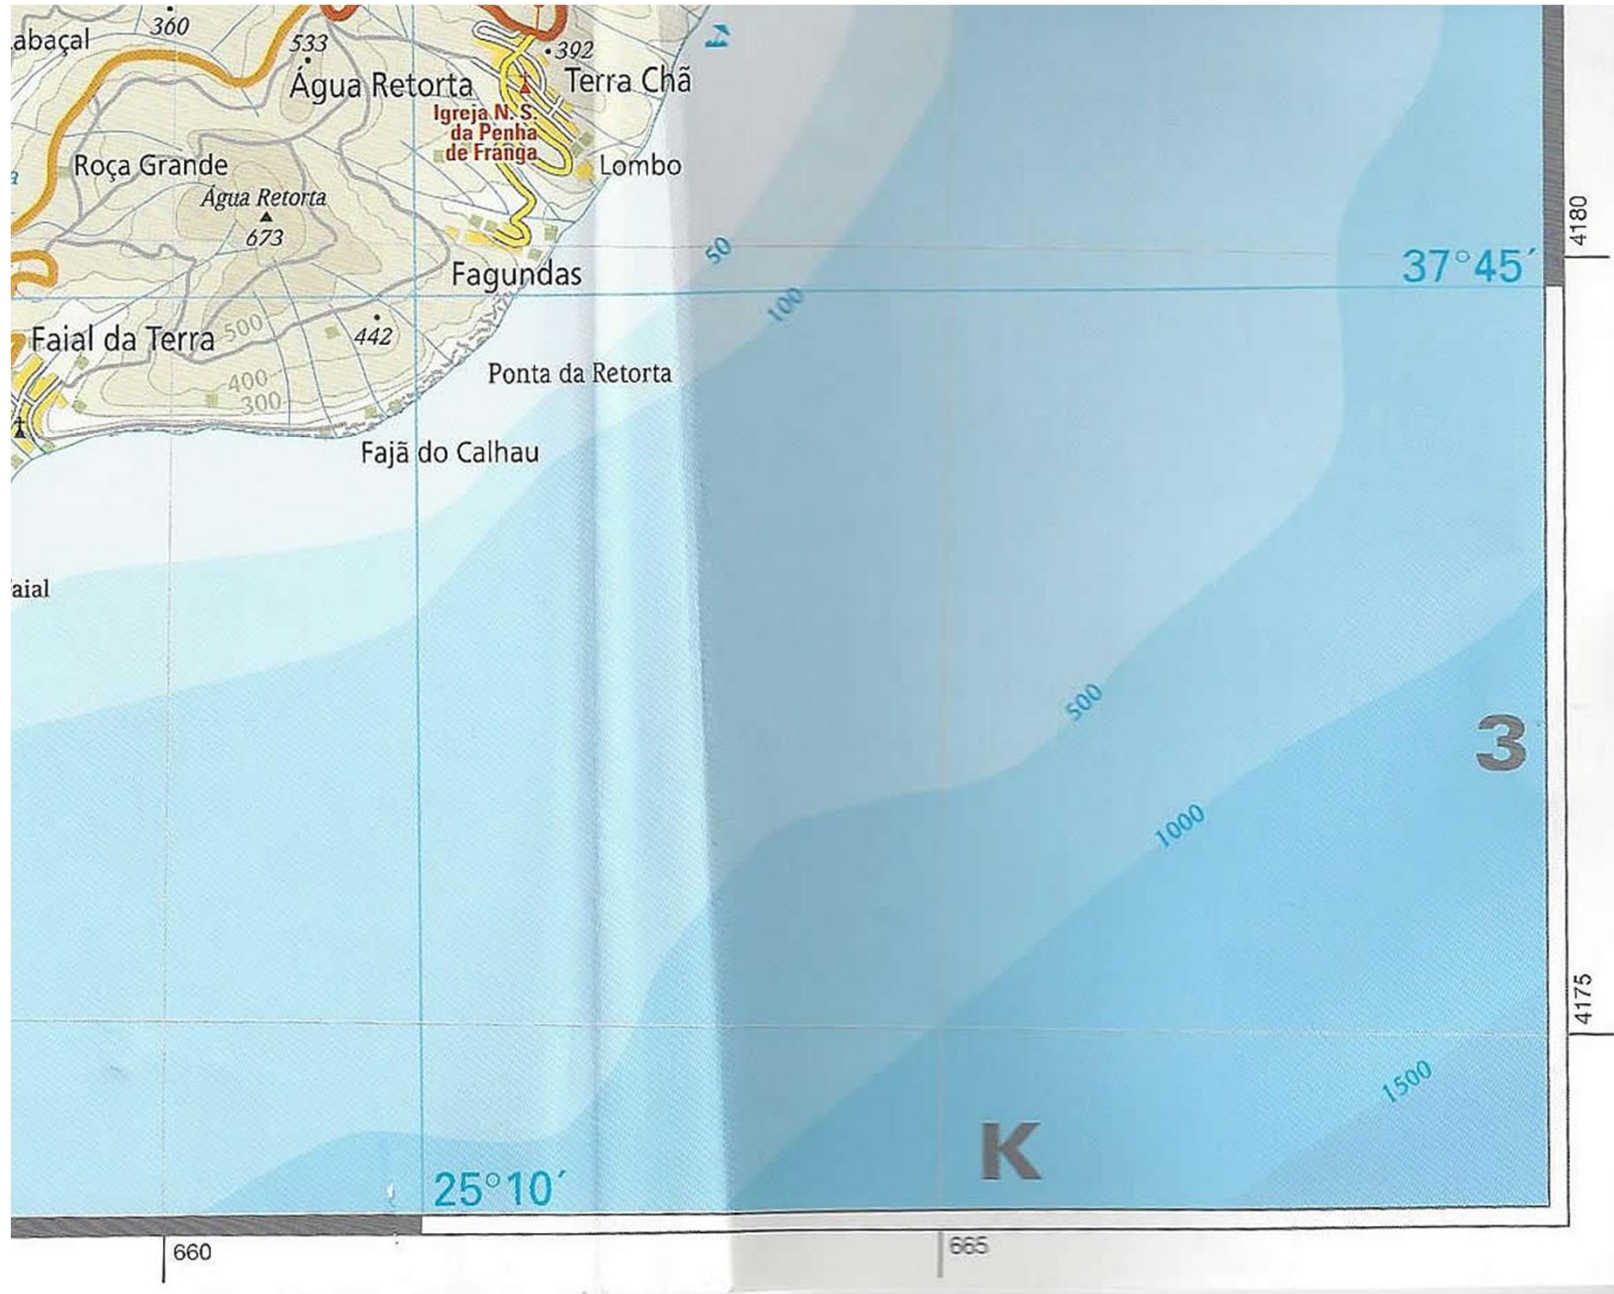 360
abaçal
533
392
Água Retorta
Terra Chã
Igreja N. S.
da Penha
de França
Roça Grande
Lombo
Água Retorta
673
4180
50
37°45′
Fagundas
100
Faial da Terra
500
442
400
300
Ponta da Retorta
Fajã do Calhau
aial
500
3
1000
4175
1500
K
25°10′
660
665